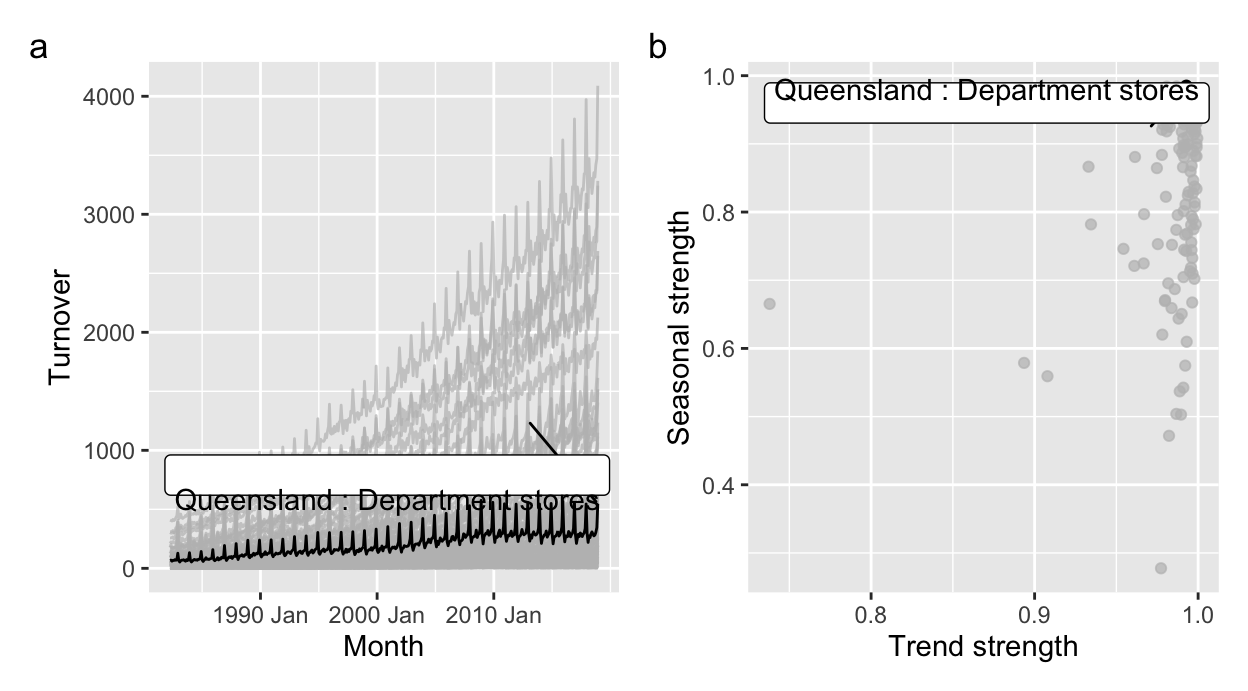 a
4000
3000
2000
1000
0
Turnover
Queensland : Department stores
1990 Jan 2000 Jan 2010 Jan
Month
b
1.0
0.8
0.6
0.4
Seasonal strength
Queensland : Department stores
0.8 0.9 1.0
Trend strength